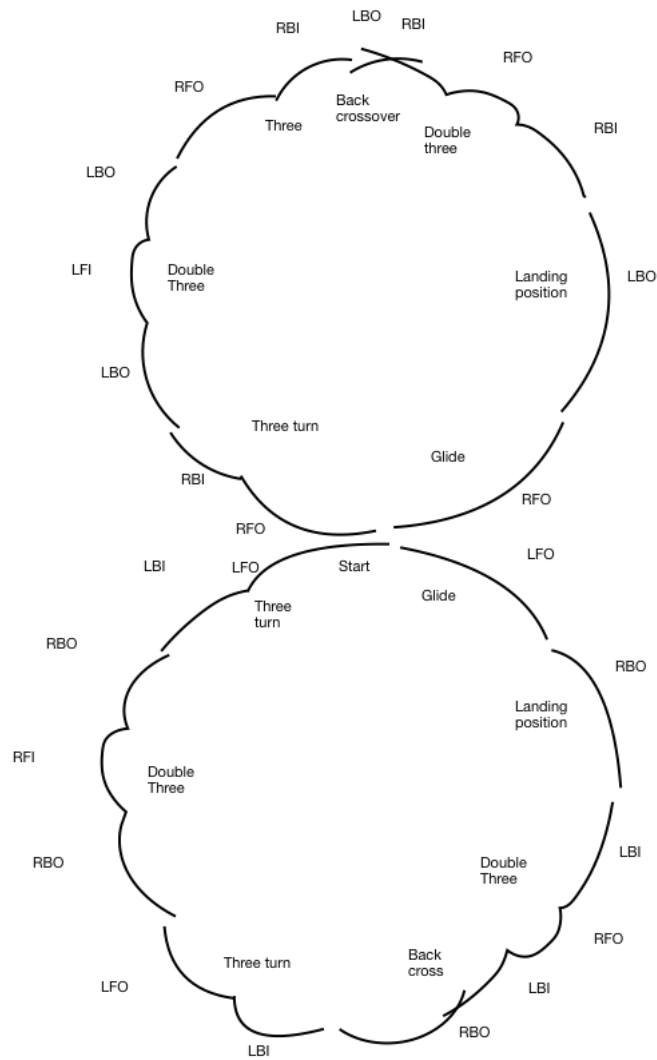 LBO
RBI
RBI
RFO
RFO
Back
crossover
Three
Double
three
RBI
LBO
LFI
Double
Three
Landing
position
LBO
LBO
Three turn
Glide
RBI
RFO
RFO
LFO
LBI
LFO
Start
Glide
Three
turn
RBO
RBO
Landing
position
RFI
Double
Three
RBO
Double
Three
LBI
RFO
Back
cross
Three turn
LFO
LBI
RBO
LBI